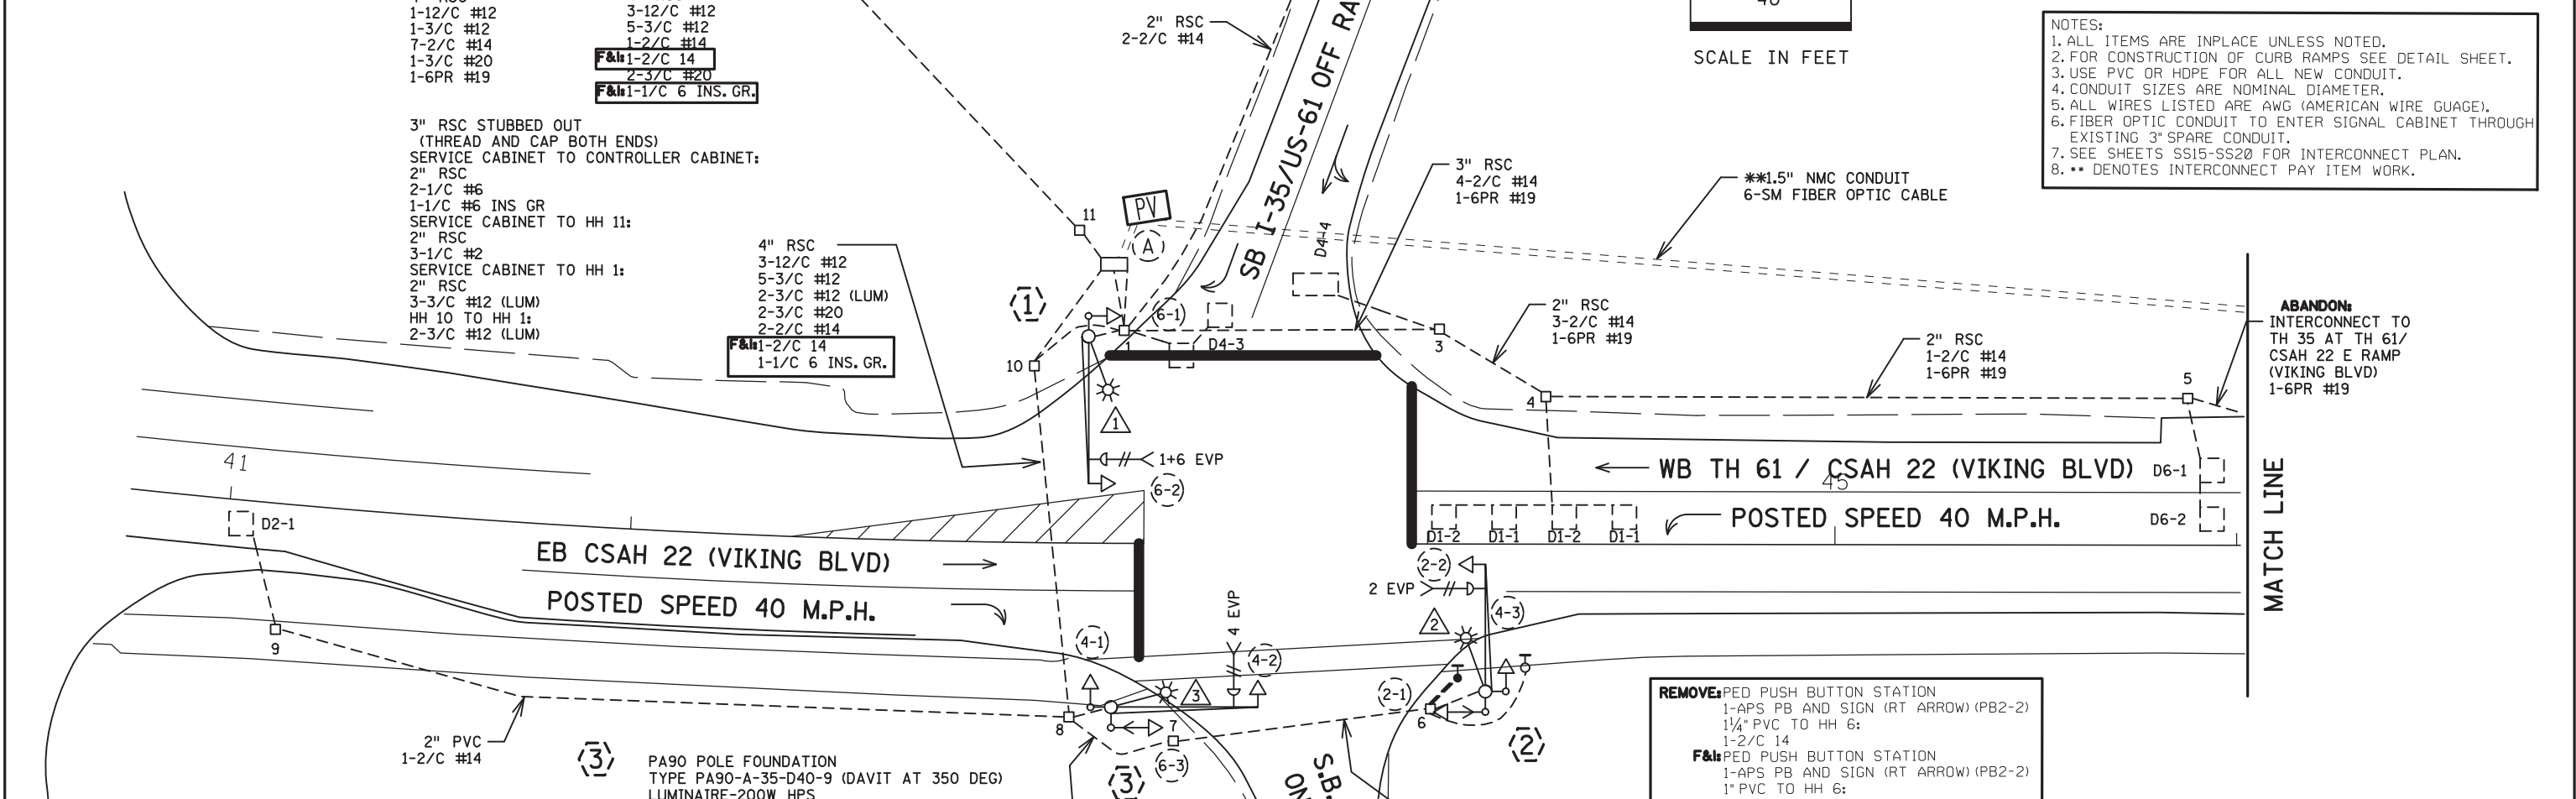 1-12/C #12
1-3/C #12
7-2/C #14
1-3/C #20
1-6PR #19
3-12/C #12
5-3/C #12
1-2/C #14
F&I: 1-2/C 14
2-3/C #20
F&I: 1-1/C 6 INS. GR.
3" RSC STUBBED OUT
(THREAD AND CAP BOTH ENDS)
SERVICE CABINET TO CONTROLLER CABINET:
2" RSC
2-1/C #6
1-1/C #6 INS GR
SERVICE CABINET TO HH 11:
2" RSC
3-1/C #2
SERVICE CABINET TO HH 1:
2" RSC
3-3/C #12 (LUM)
HH 10 TO HH 1:
2-3/C #12 (LUM)
4" RSC
3-12/C #12
5-3/C #12
2-3/C #12 (LUM)
2-3/C #20
2-2/C #14
F&I: 1-2/C 14
1-1/C 6 INS. GR.
2" RSC
2-2/C #14
SB I-35/US-61 OFF RA
SCALE IN FEET
NOTES:
1. ALL ITEMS ARE INPLACE UNLESS NOTED.
2. FOR CONSTRUCTION OF CURB RAMPS SEE DETAIL SHEET.
3. USE PVC OR HDPE FOR ALL NEW CONDUIT.
4. CONDUIT SIZES ARE NOMINAL DIAMETER.
5. ALL WIRES LISTED ARE AWG (AMERICAN WIRE GUAGE).
6. FIBER OPTIC CONDUIT TO ENTER SIGNAL CABINET THROUGH
EXISTING 3" SPARE CONDUIT.
7. SEE SHEETS SS15-SS20 FOR INTERCONNECT PLAN.
8. ** DENOTES INTERCONNECT PAY ITEM WORK.
3" RSC
4-2/C #14
1-6PR #19
**1.5" NMC CONDUIT
6-SM FIBER OPTIC CABLE
11
PV
A
D4-4
1
6-1
D4-3
1
10
1
3
2" RSC
3-2/C #14
1-6PR #19
2" RSC
1-2/C #14
1-6PR #19
ABANDON:
INTERCONNECT TO
TH 35 AT TH 61/
CSAH 22 E RAMP
(VIKING BLVD)
1-6PR #19
4
5
1+6 EVP
6-2
41
D2-1
WB TH 61 / CSAH 22 (VIKING BLVD)
45
D6-1
POSTED SPEED 40 M.P.H.
D6-2
D1-2
D1-1
D1-2
D1-1
MATCH LINE
EB CSAH 22 (VIKING BLVD)
POSTED SPEED 40 M.P.H.
2-2
2 EVP
4-3
2
4 EVP
4-1
4-2
9
3
2-1
8
7
6
6-3
2
3
2" PVC
1-2/C #14
3
PA90 POLE FOUNDATION
TYPE PA90-A-35-D40-9 (DAVIT AT 350 DEG)
LUMINAIRE-200W HPS
S.B.
ON
REMOVE: PED PUSH BUTTON STATION
1-APS PB AND SIGN (RT ARROW) (PB2-2)
1¼" PVC TO HH 6:
1-2/C 14
F&I: PED PUSH BUTTON STATION
1-APS PB AND SIGN (RT ARROW) (PB2-2)
1" PVC TO HH 6: